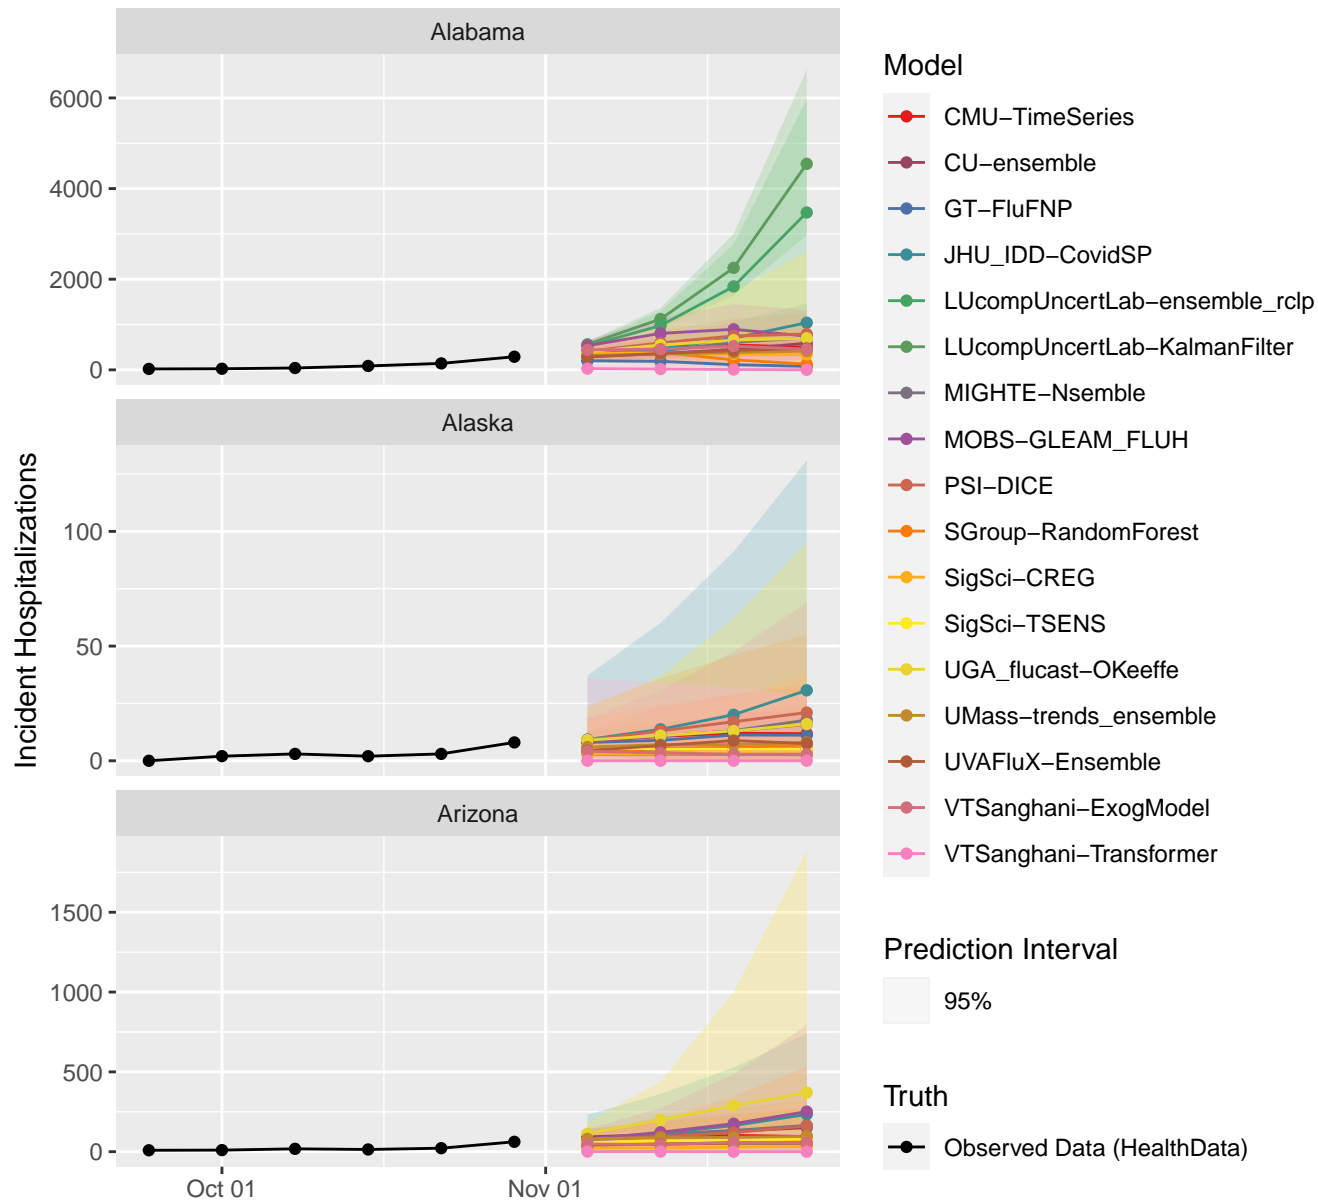 Alabama
6000
4000
2000
0
Alaska
100
50
0
Arizona
1500
1000
500
0
Oct 01
Nov 01
Incident Hospitalizations
Model
CMU−TimeSeries
CU−ensemble
GT−FluFNP
JHU_IDD−CovidSP
LUcompUncertLab−ensemble_rclp
LUcompUncertLab−KalmanFilter
MIGHTE−Nsemble
MOBS−GLEAM_FLUH
PSI−DICE
SGroup−RandomForest
SigSci−CREG
SigSci−TSENS
UGA_flucast−OKeeffe
UMass−trends_ensemble
UVAFluX−Ensemble
VTSanghani−ExogModel
VTSanghani−Transformer
Prediction Interval
95%
Truth
Observed Data (HealthData)